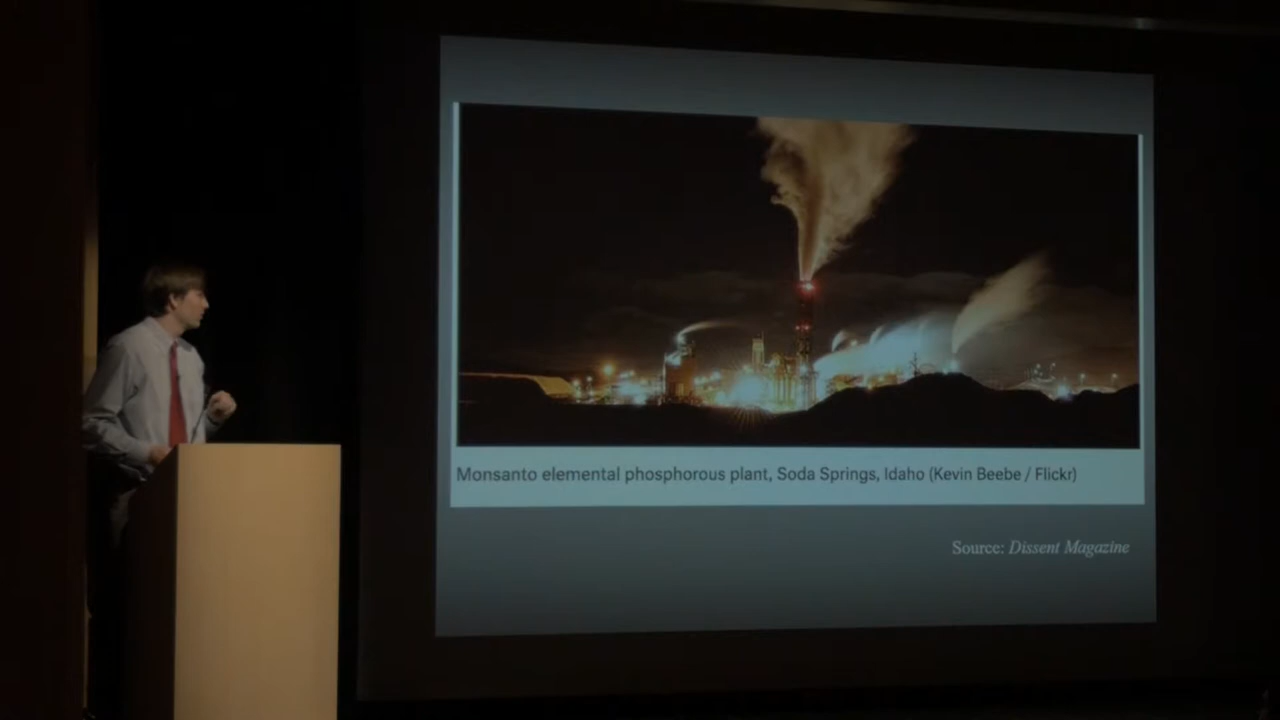 Monsanto elemental phosphorous plant, Soda Springs, Idaho (Kevin Beebe / Flickr)
Source: Dissent Magazine